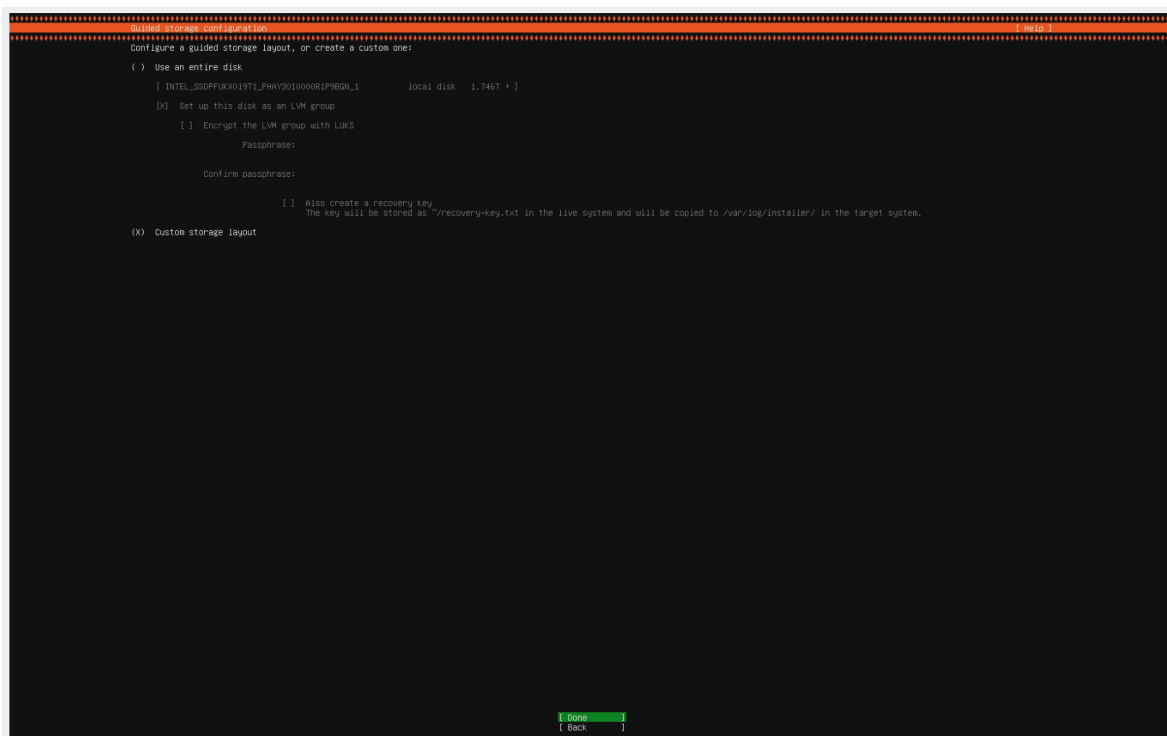 Guided storage configuration [ Help ]
Configure a guided storage layout, or create a custom one:
( ) Use an entire disk
[ INTEL_SSDPFUKX019T1_PHAY3010000R1P9BGN_1 local disk 1.746T ▾ ]
[X] Set up this disk as an LVM group
[ ] Encrypt the LVM group with LUKS
Passphrase:
Confirm passphrase:
[ ] Also create a recovery key
The key will be stored as ~/recovery-key.txt in the live system and will be copied to /var/log/installer/ in the target system.
(X) Custom storage layout
[ Done ]
[ Back ]